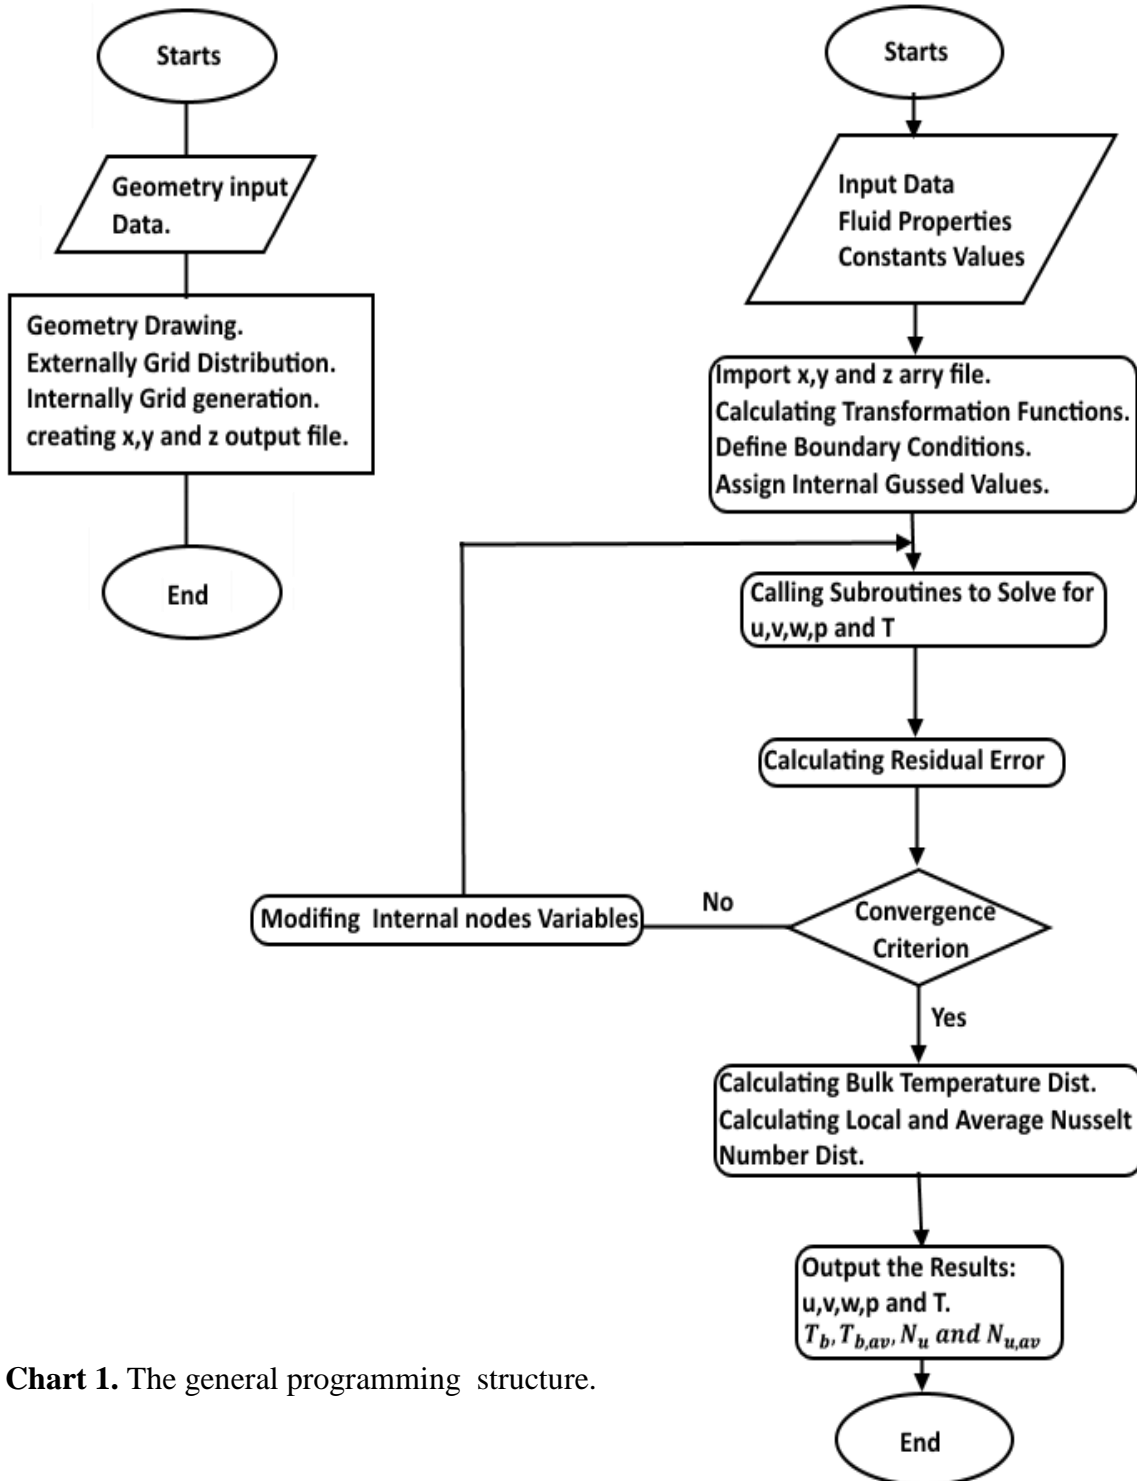 Starts
Geometry input
Data.
Geometry Drawing.
Externally Grid Distribution.
Internally Grid generation.
creating x,y and z output file.
End
Starts
Input Data
Fluid Properties
Constants Values
Import x,y and z arry file.
Calculating Transformation Functions.
Define Boundary Conditions.
Assign Internal Gussed Values.
Calling Subroutines to Solve for
u,v,w,p and T
Calculating Residual Error
Convergence
Criterion
No
Modifing Internal nodes Variables
Yes
Calculating Bulk Temperature Dist.
Calculating Local and Average Nusselt
Number Dist.
Output the Results:
u,v,w,p and T.
T_b, T_{b,av}, N_u and N_{u,av}
End
Chart 1. The general programming structure.